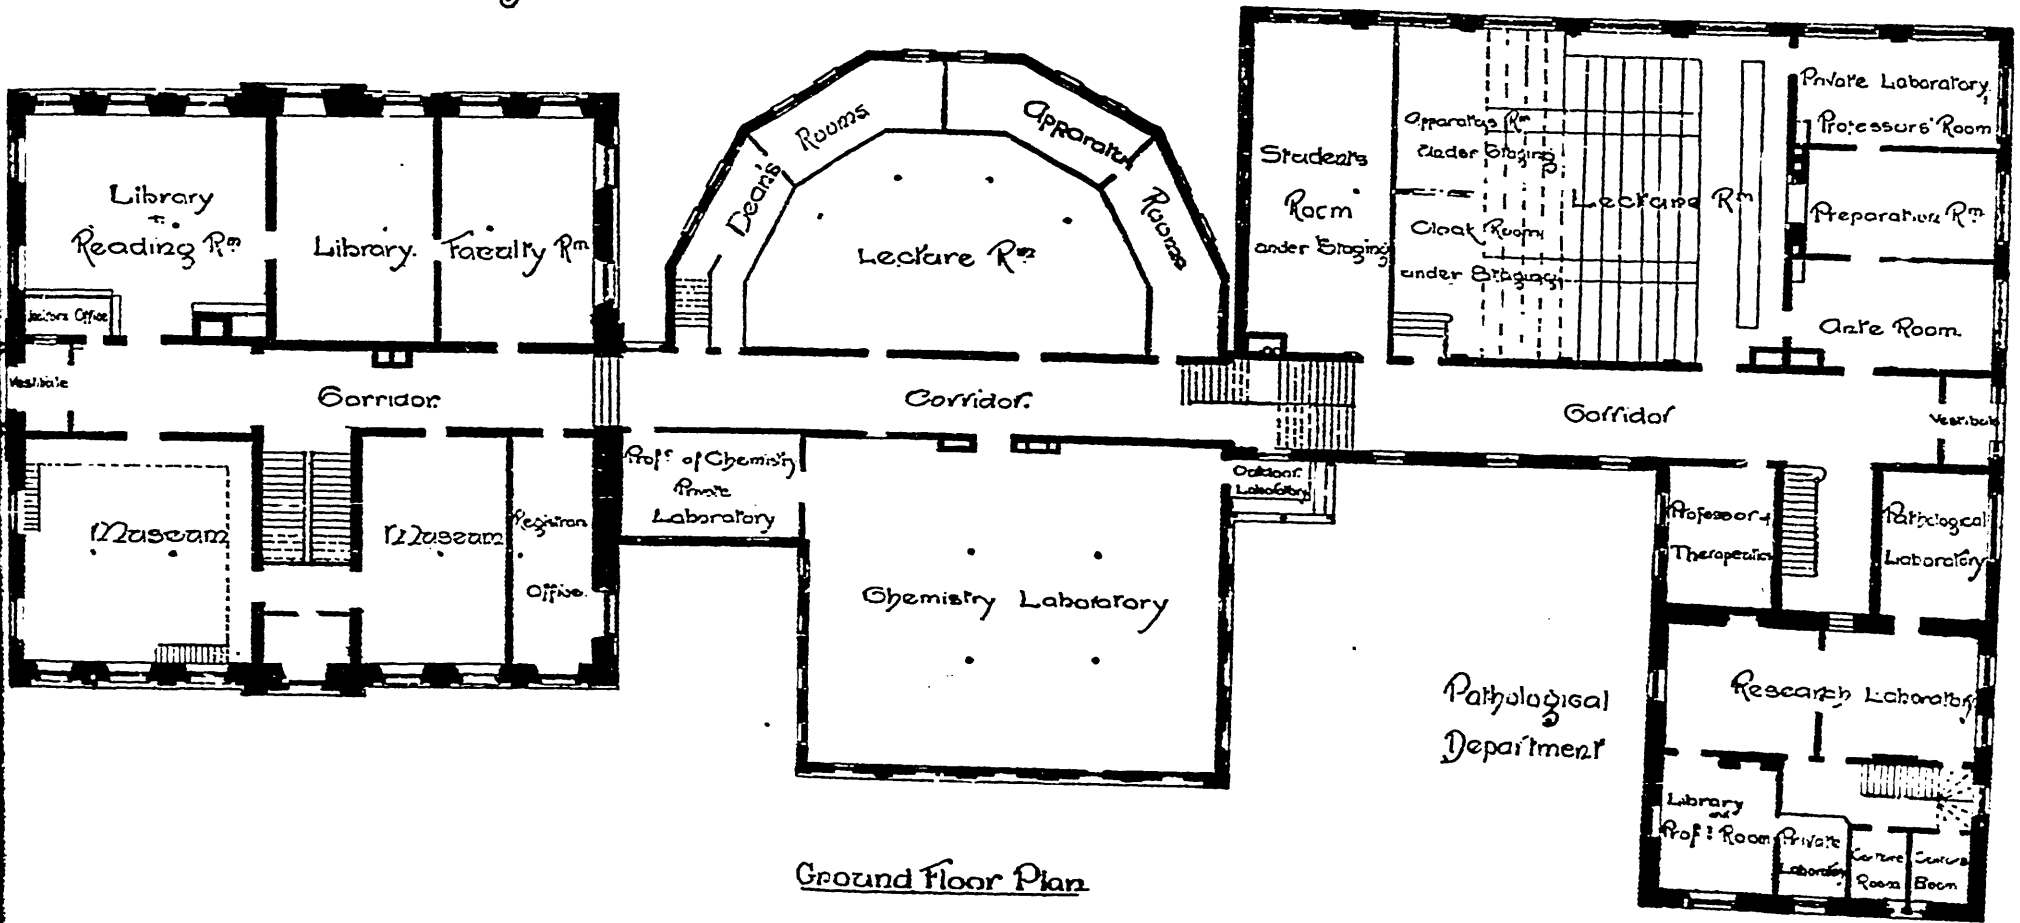 Library
&
Reading Rm
Janitors Office
Library.
Faculty Rm
Vestibule
Corridor.
Museum
Museum
Registrar
Office.
Dean's
Rooms
Apparatus
Rooms
Lecture Rm
Corridor.
Prof. of Chemistry
Private
Laboratory
Chemistry Laboratory
Outdoor
Laboratory
Students
Room
under Staging
Apparatus Rm
under Staging
Cloak Room
under Staging
Lecture Rm
Private Laboratory
Professors' Room
Preparation Rm
Ante Room
Corridor
Vestibule
Professor of
Therapeutics
Pathological
Laboratory
Research Laboratory
Pathological
Department
Library
and
Prof's Room
Private
Laboratory
Culture
Room
Room
Ground Floor Plan